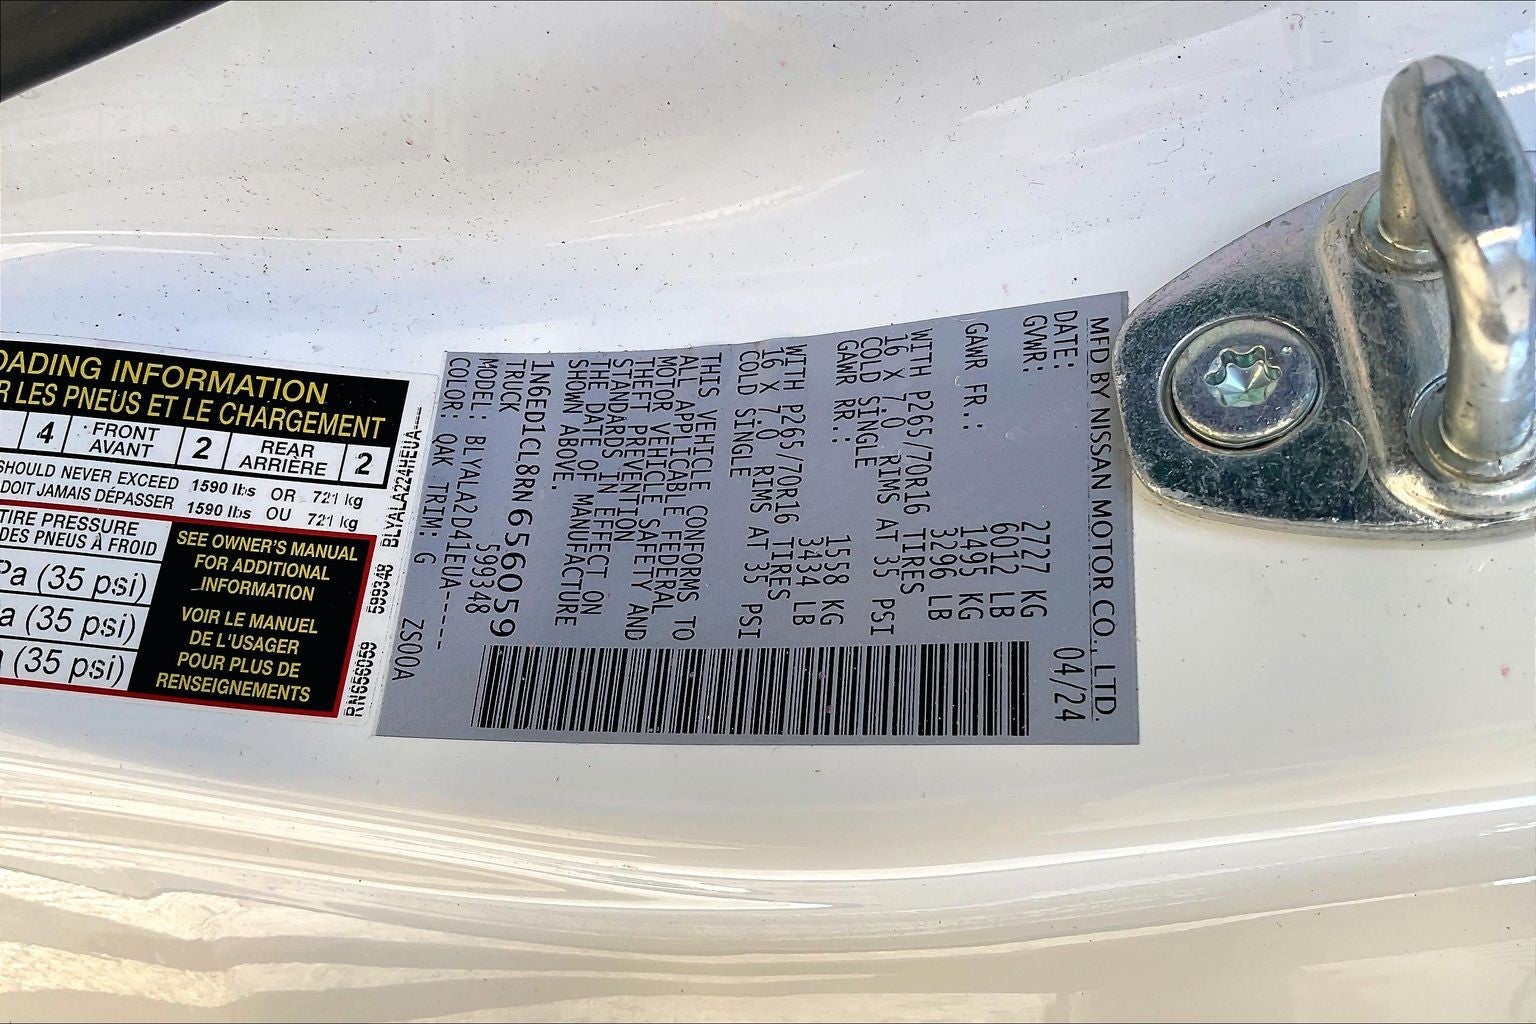 OADING INFORMATION
R LES PNEUS ET LE CHARGEMENT
4 FRONT AVANT 2 REAR ARRIÈRE 2
SHOULD NEVER EXCEED 1590 lbs OR 721 kg
DOIT JAMAIS DÉPASSER 1590 lbs OU 721 kg
TIRE PRESSURE
DES PNEUS À FROID
Pa (35 psi)
a (35 psi)
(35 psi)
SEE OWNER'S MANUAL
FOR ADDITIONAL
INFORMATION
VOIR LE MANUEL
DE L'USAGER
POUR PLUS DE
RENSEIGNEMENTS
BLYALA224HEUA
599348
RN656059
MFD BY NISSAN MOTOR CO., LTD.
DATE: 04/24
GVWR: 2727 KG
6012 LB
GAWR FR.: 1495 KG
3296 LB
WITH P265/70R16 TIRES
16 X 7.0 RIMS AT 35 PSI
COLD SINGLE
GAWR RR.: 1558 KG
3434 LB
WITH P265/70R16 TIRES
16 X 7.0 RIMS AT 35 PSI
COLD SINGLE
THIS VEHICLE CONFORMS TO
ALL APPLICABLE FEDERAL
MOTOR VEHICLE SAFETY AND
THEFT PREVENTION
STANDARDS IN EFFECT ON
THE DATE OF MANUFACTURE
SHOWN ABOVE.
1N6ED1CL8RN656059
TRUCK 599348
MODEL: BLYALA2D41EUA-----
COLOR: QAK TRIM: G ZS00A